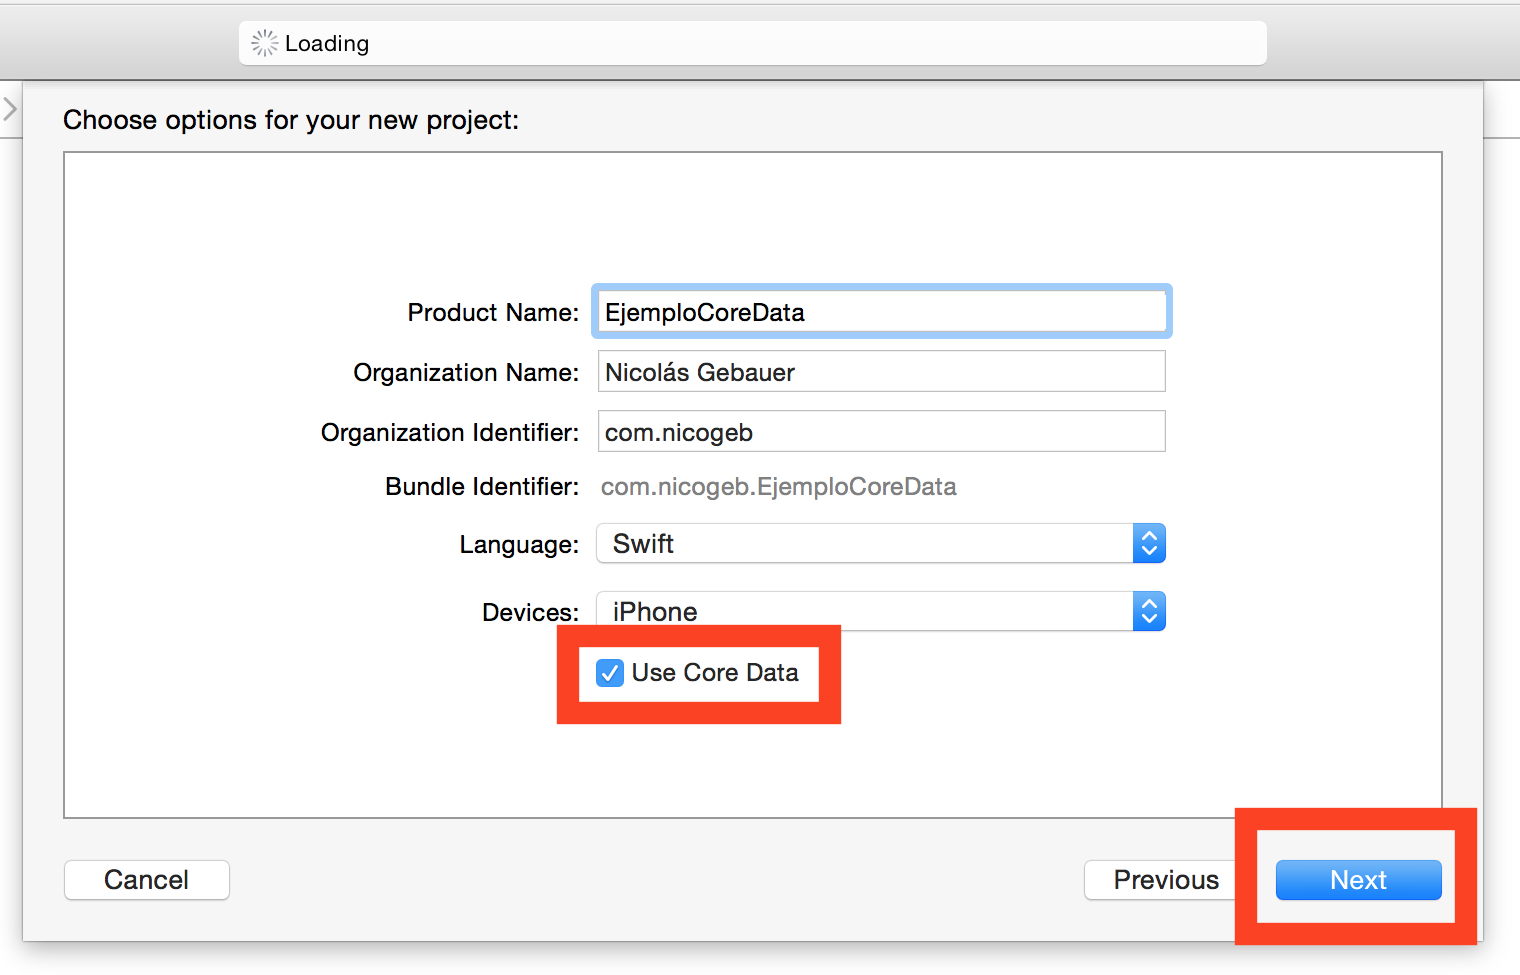 Loading
Choose options for your new project:
Product Name: EjemploCoreData
Organization Name: Nicolás Gebauer
Organization Identifier: com.nicogeb
Bundle Identifier: com.nicogeb.EjemploCoreData
Language: Swift
Devices: iPhone
Use Core Data
Cancel Previous Next